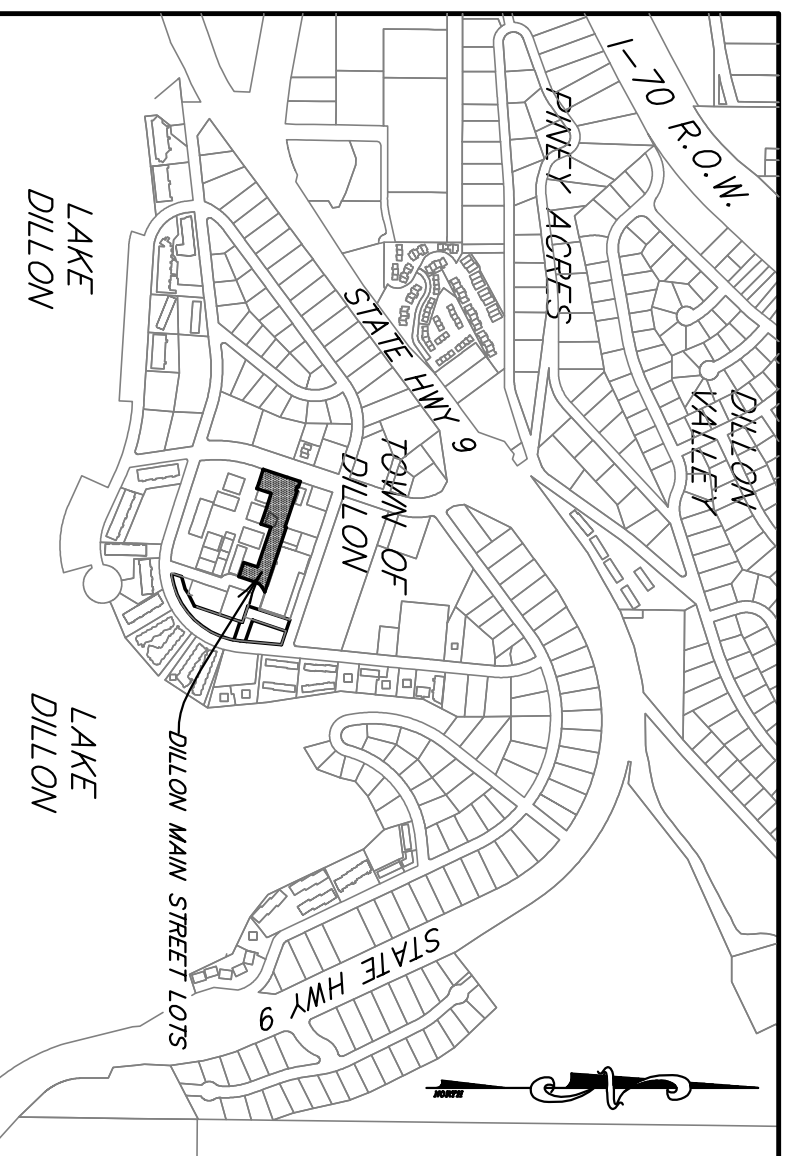 I-70 R.O.W.
PINEY ACRES
DILLON
VALLEY
STATE HWY 9
TOWN OF
DILLON
LAKE
DILLON
LAKE
DILLON
DILLON MAIN STREET LOTS
STATE HWY 9
NORTH